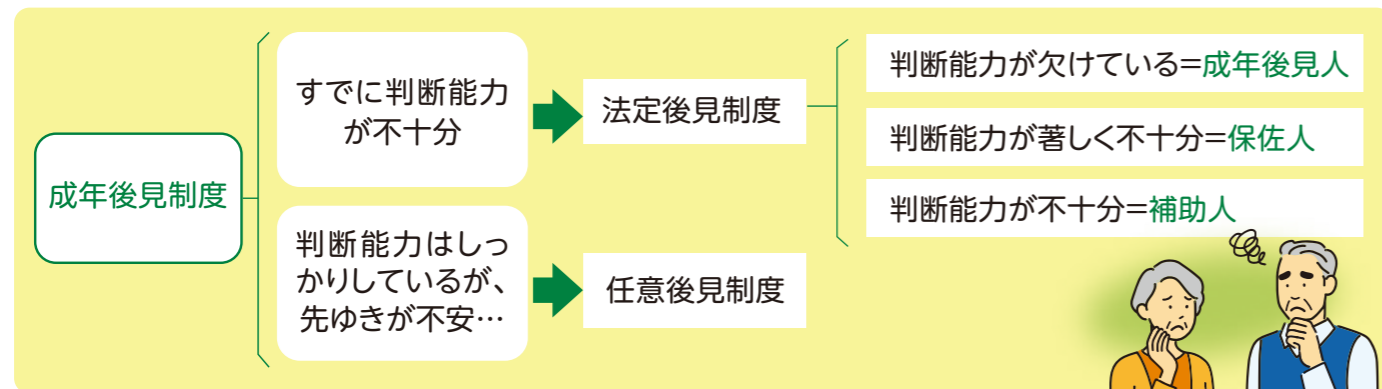 成年後見制度
すでに判断能力
が不十分
法定後見制度
判断能力が欠けている=成年後見人
判断能力が著しく不十分=保佐人
判断能力が不十分=補助人
判断能力はしっ
かりしているが、
先ゆきが不安…
任意後見制度